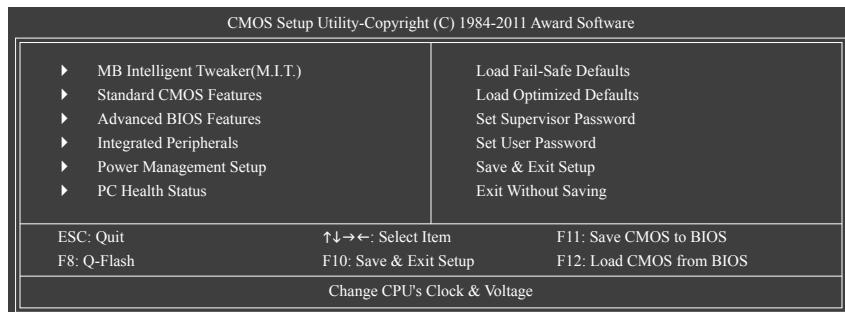 CMOS Setup Utility-Copyright (C) 1984-2011 Award Software
MB Intelligent Tweaker(M.I.T.)
Standard CMOS Features
Advanced BIOS Features
Integrated Peripherals
Power Management Setup
PC Health Status
Load Fail-Safe Defaults
Load Optimized Defaults
Set Supervisor Password
Set User Password
Save & Exit Setup
Exit Without Saving
ESC: Quit ↑↓→←: Select Item F11: Save CMOS to BIOS
F8: Q-Flash F10: Save & Exit Setup F12: Load CMOS from BIOS
Change CPU's Clock & Voltage